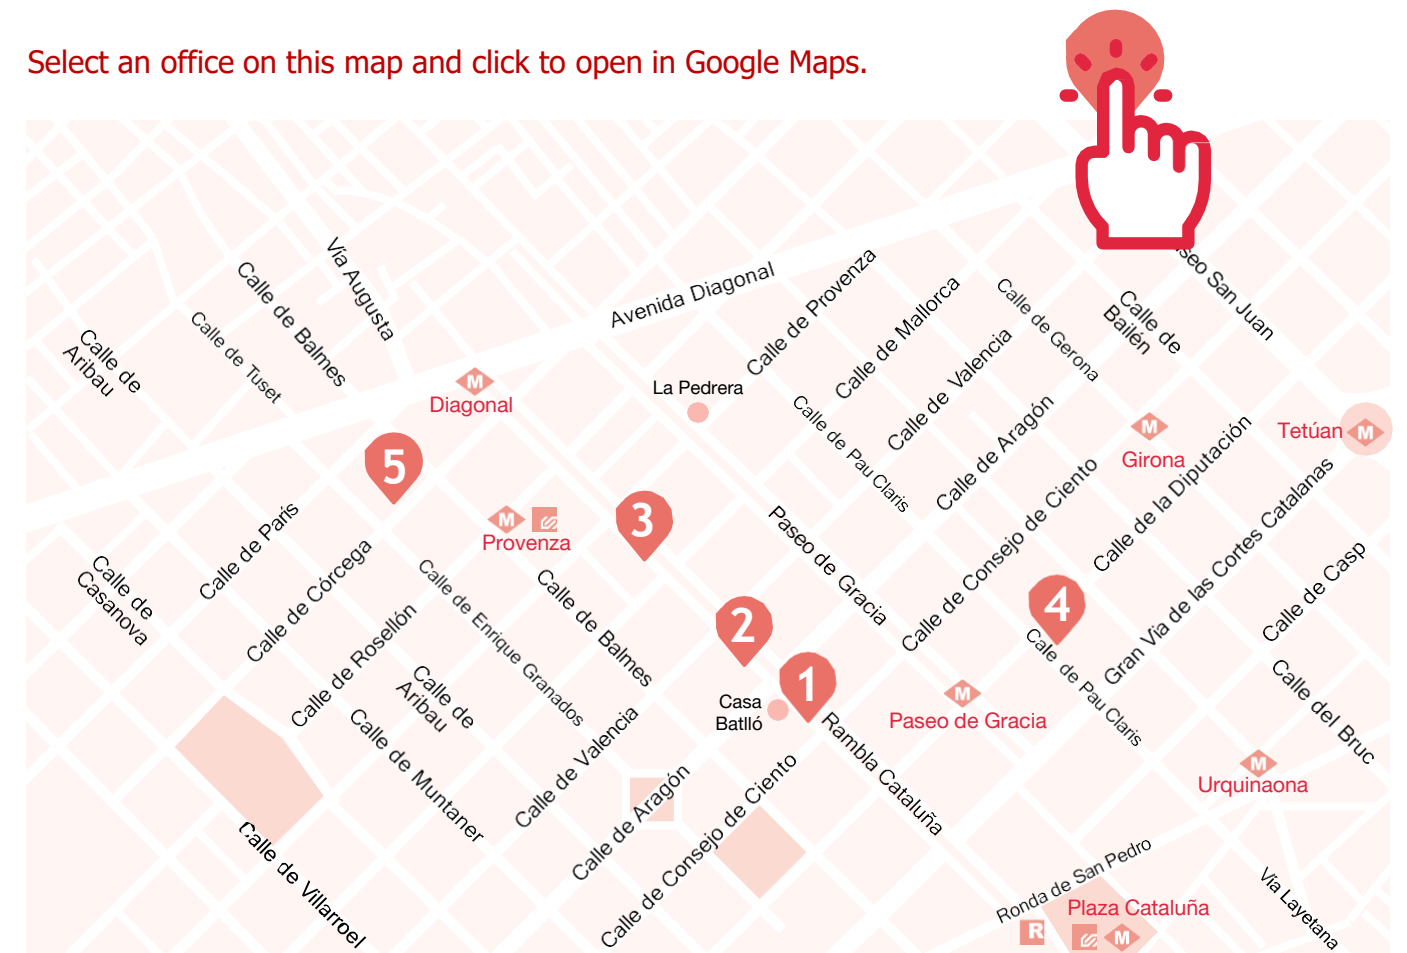 Select an office on this map and click to open in Google Maps.
Vía Augusta
Calle de Balmes
Calle de Tuset
Calle de
Aribau
Avenida Diagonal
Calle de Provenza
Calle de Mallorca
Calle de Valencia
Calle de Gerona
Calle de
Bailén
seo San Juan
M
Diagonal
La Pedrera
Calle de Pau Claris
Calle de Aragón
M
Girona
Calle de la Diputación
Tetúan M
5
3
M
Provenza
Calle de París
Calle de Córcega
Calle de
Casanova
Calle de Rosellón
Calle de Enrique Granados
Calle de Balmes
Paseo de Gracia
Calle de Consejo de Ciento
Gran Via de las Cortes Catalanas
Calle de Casp
4
Cale de Pau Claris
2
1
Casa
Batlló
M
Paseo de Gracia
Calle del Bruc
Calle de
Aribau
Calle de Muntaner
Calle de Valencia
Calle de Aragón
Calle de Consejo de Ciento
Rambla Cataluña
M
Urquinaona
Calle de Villarroel
Ronda de San Pedro
Plaza Cataluña
R
M
Vía Layetana